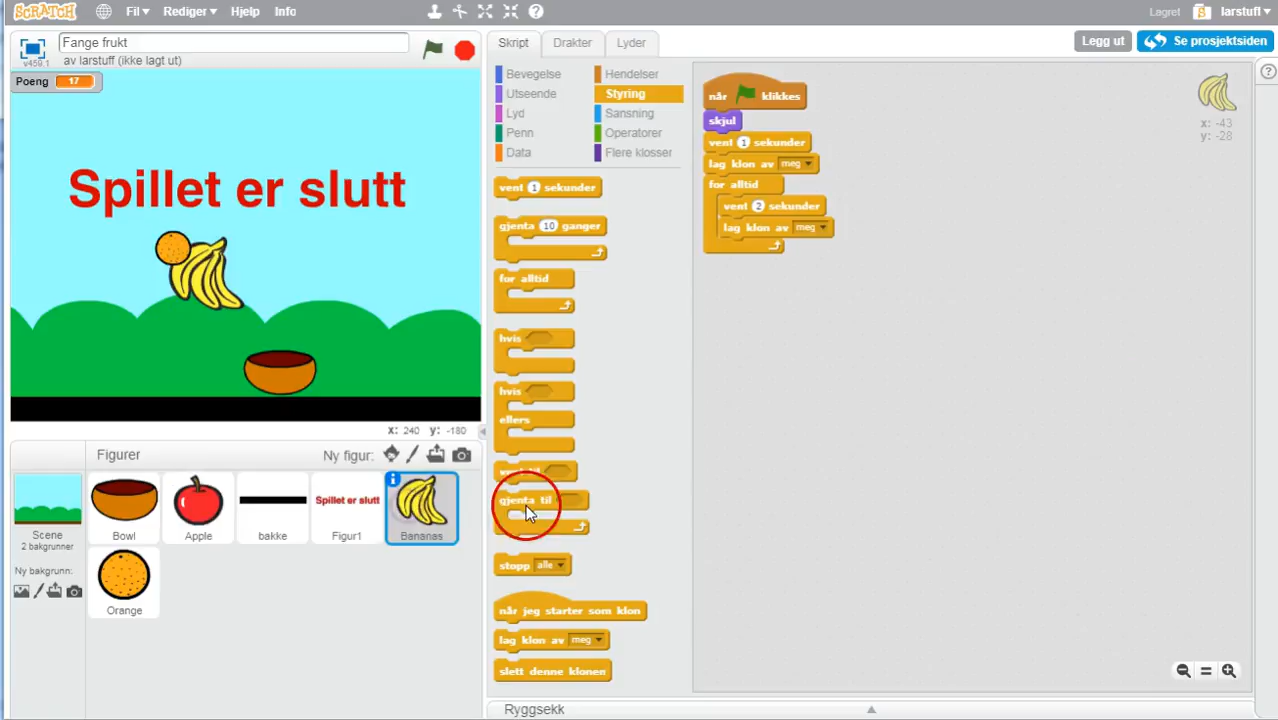 SCRATCH Fil Rediger Hjelp Info Lagret larstuff
v459.1 Fange frukt
av larstuff (ikke lagt ut)
Skript Drakter Lyder Legg ut Se prosjektsiden
Poeng 17
Spillet er slutt
x: 240 y: -180
Figurer Ny figur:
Scene
2 bakgrunner
Ny bakgrunn:
Bowl
Apple
bakke
Spillet er slutt
Figur1
Bananas
Orange
Bevegelse Hendelser
Utseende Styring
Lyd Sansning
Penn Operatorer
Data Flere klosser
vent 1 sekunder
gjenta 10 ganger
for alltid
hvis
hvis
ellers
vent til
gjenta til
stopp alle
når jeg starter som klon
lag klon av meg
slett denne klonen
når klikkes
skjul
vent 1 sekunder
lag klon av meg
for alltid
vent 2 sekunder
lag klon av meg
x: -43
y: -28
Ryggsekk